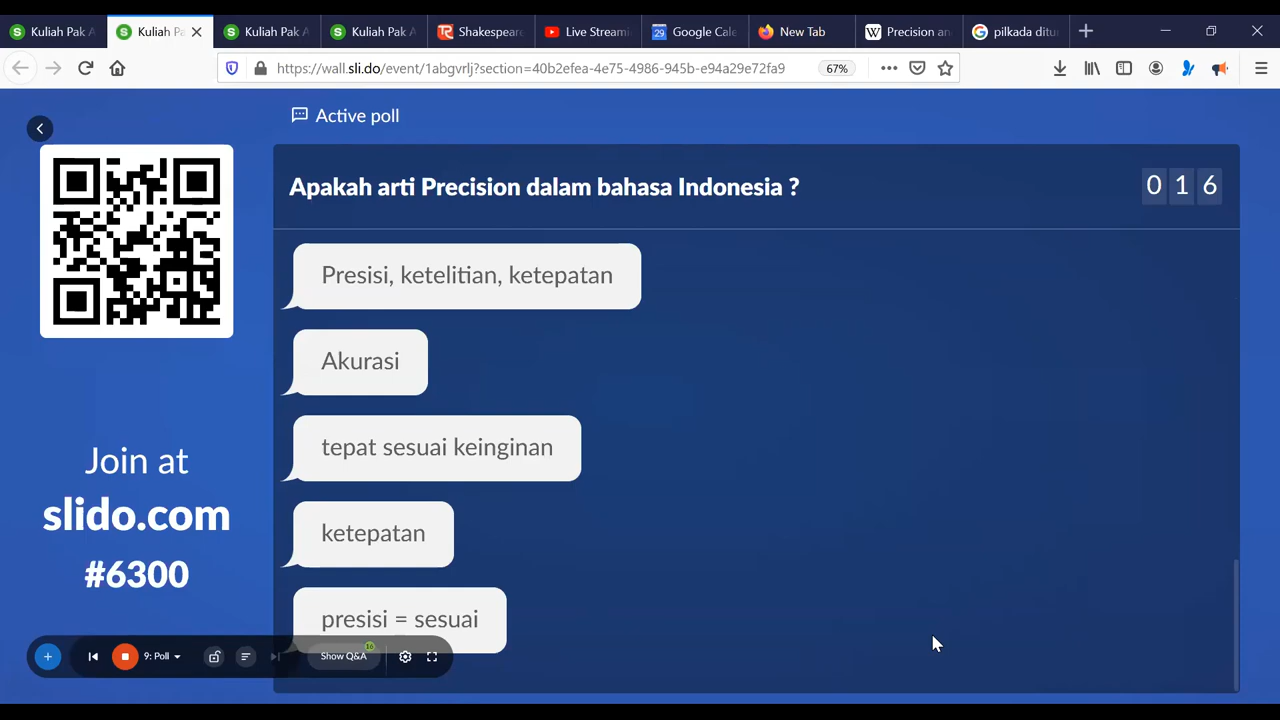 Kuliah Pak A
Kuliah Pa
Kuliah Pak A
Kuliah Pak A
Shakespeare
Live Streami
Google Cale
New Tab
Precision an
pilkada ditu
https://wall.sli.do/event/1abgvrlj?section=40b2efea-4e75-4986-945b-e94a29e72fa9
67%
Active poll
Apakah arti Precision dalam bahasa Indonesia ?
0 1 6
Presisi, ketelitian, ketepatan
Akurasi
tepat sesuai keinginan
ketepatan
presisi = sesuai
Join at
slido.com
#6300
9: Poll
Show Q&A
16